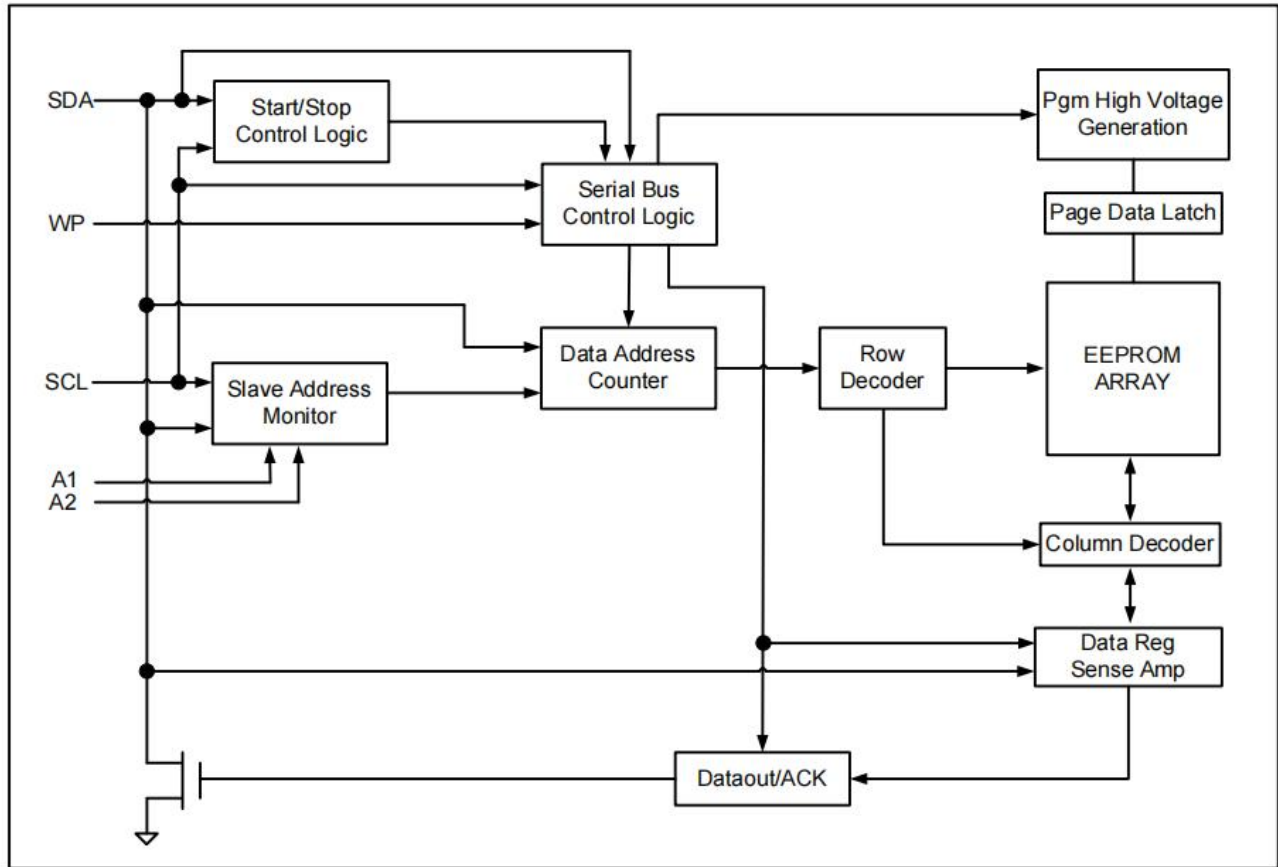 SDA
Start/Stop
Control Logic
Pgm High Voltage
Generation
WP
Serial Bus
Control Logic
Page Data Latch
SCL
Slave Address
Monitor
Data Address
Counter
Row
Decoder
EEPROM
ARRAY
A1
A2
Column Decoder
Data Reg
Sense Amp
Dataout/ACK